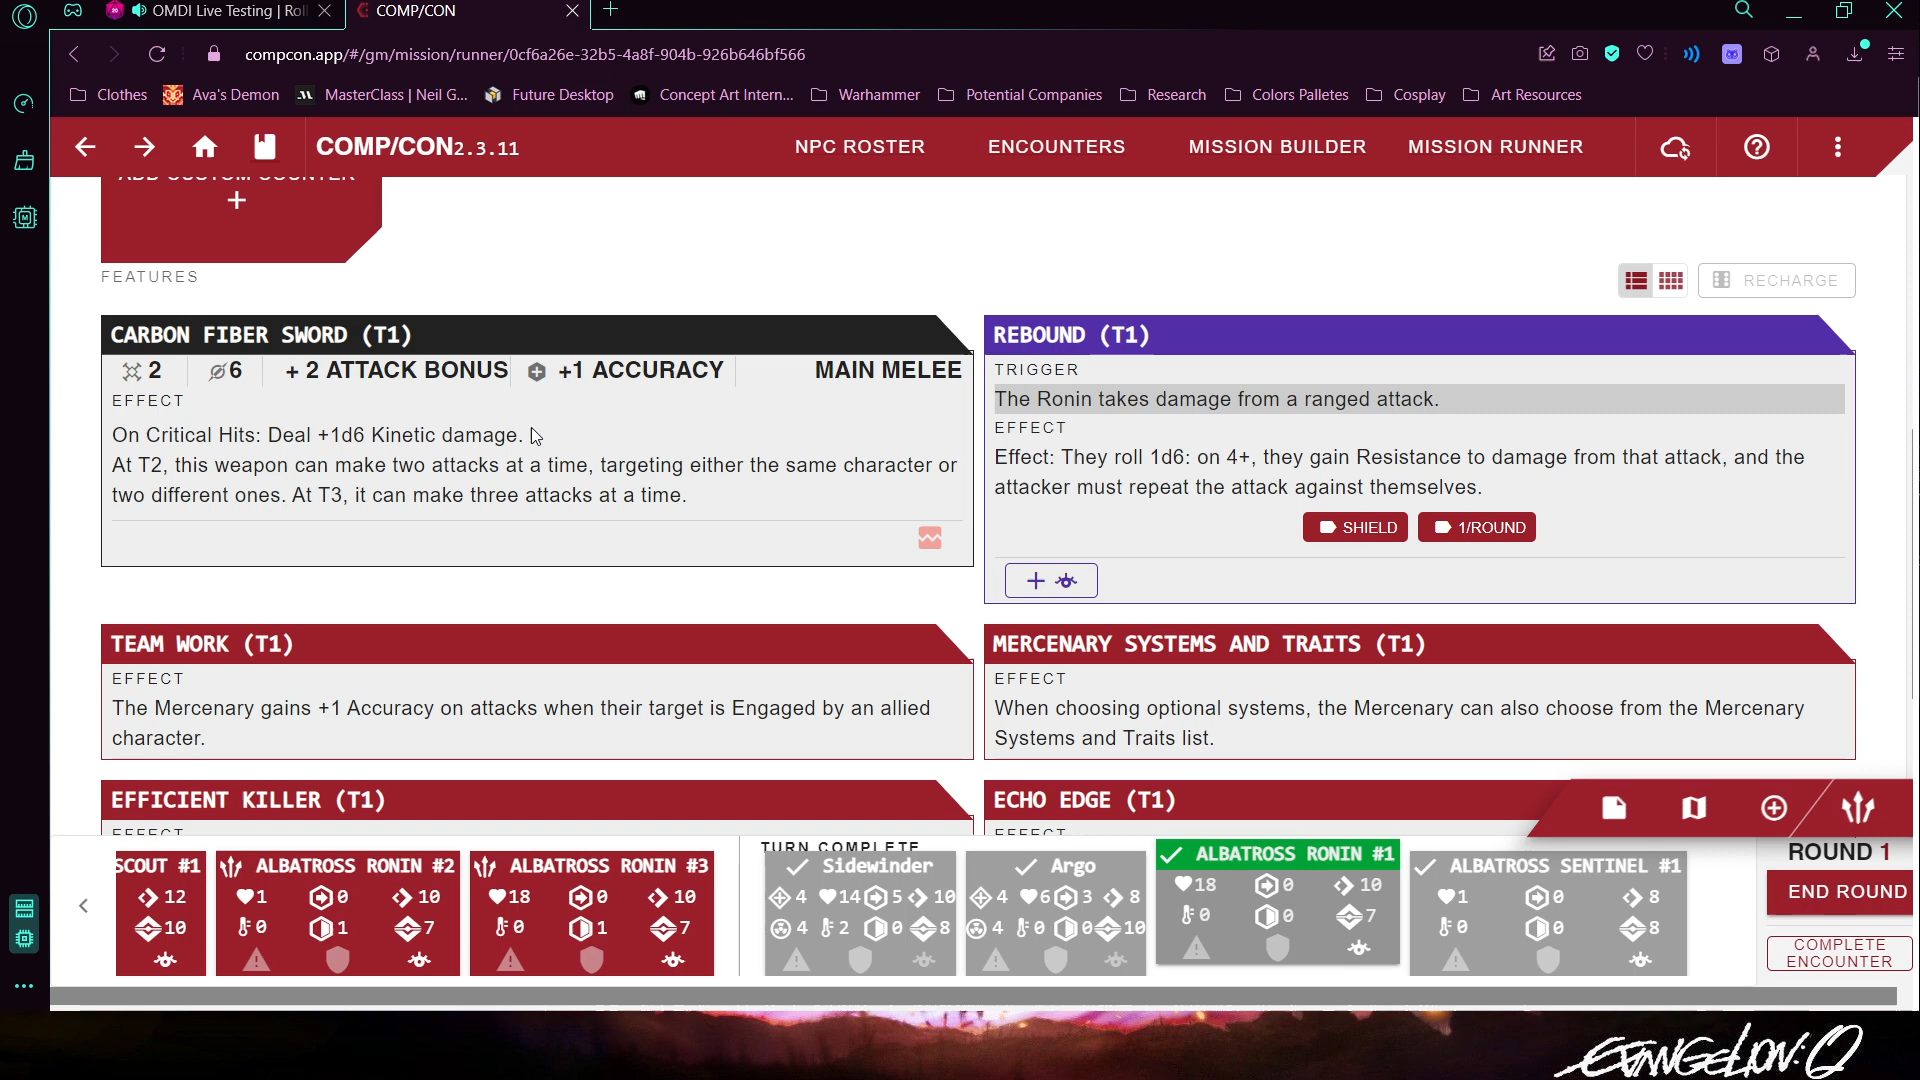 OMDI Live Testing | Rol
COMP/CON
compcon.app/#/gm/mission/runner/0cf6a26e-32b5-4a8f-904b-926b646bf566
Clothes
Ava's Demon
MasterClass | Neil G...
Future Desktop
Concept Art Intern...
Warhammer
Potential Companies
Research
Colors Palletes
Cosplay
Art Resources
COMP/CON 2.3.11
NPC ROSTER
ENCOUNTERS
MISSION BUILDER
MISSION RUNNER
ADD CUSTOM COUNTER
+
FEATURES
RECHARGE
CARBON FIBER SWORD (T1)
2
6
+ 2 ATTACK BONUS
+1 ACCURACY
MAIN MELEE
EFFECT
On Critical Hits: Deal +1d6 Kinetic damage.
At T2, this weapon can make two attacks at a time, targeting either the same character or
two different ones. At T3, it can make three attacks at a time.
REBOUND (T1)
TRIGGER
The Ronin takes damage from a ranged attack.
EFFECT
Effect: They roll 1d6: on 4+, they gain Resistance to damage from that attack, and the
attacker must repeat the attack against themselves.
SHIELD
1/ROUND
TEAM WORK (T1)
EFFECT
The Mercenary gains +1 Accuracy on attacks when their target is Engaged by an allied
character.
MERCENARY SYSTEMS AND TRAITS (T1)
EFFECT
When choosing optional systems, the Mercenary can also choose from the Mercenary
Systems and Traits list.
EFFICIENT KILLER (T1)
EFFECT
ECHO EDGE (T1)
EFFECT
SCOUT #1
12
10
ALBATROSS RONIN #2
1 0 10
0 1 7
ALBATROSS RONIN #3
18 0 10
0 1 7
TURN COMPLETE
Sidewinder
4 14 5 10
4 2 0 8
Argo
4 6 3 8
4 0 0 10
ALBATROSS RONIN #1
18 0 10
0 0 7
ALBATROSS SENTINEL #1
1 0 8
0 0 8
ROUND 1
END ROUND
COMPLETE
ENCOUNTER
EVANGELION:Q